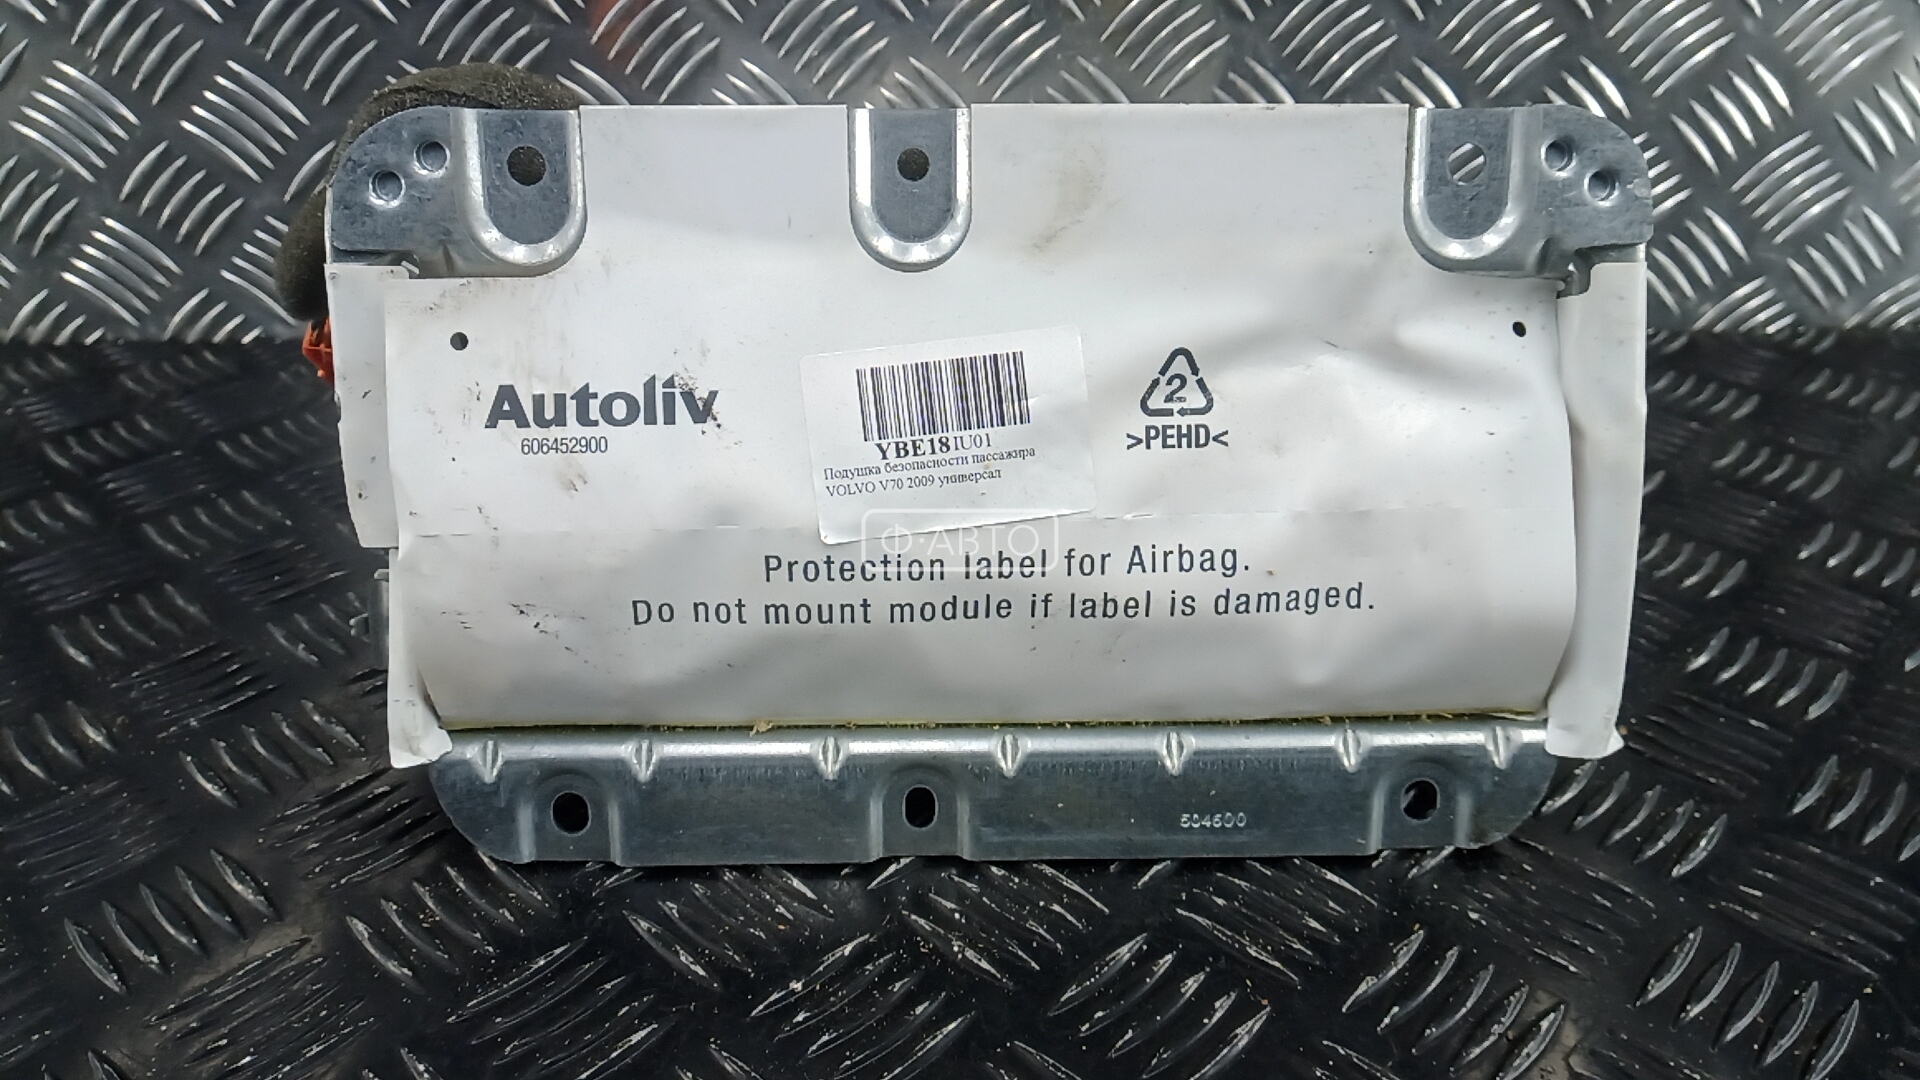 Autoliv
606452900
YBE18IU01
Подушка безопасности пассажира
VOLVO V70 2009 универсал
2
>PEHD<
Ф·АВТО
Protection label for Airbag.
Do not mount module if label is damaged.